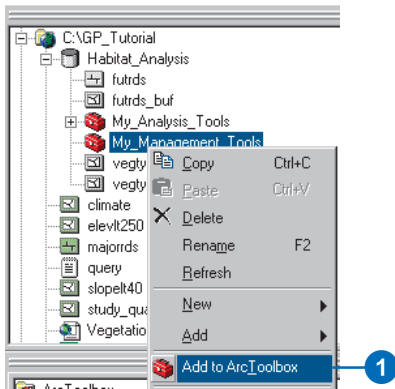 C:\GP_Tutorial
Habitat_Analysis
futrds
futrds_buf
My_Analysis_Tools
My_Management_Tools
vegty
vegty
climate
elevlt250
majorrds
query
slopelt40
study_qua
Vegetatio
Copy Ctrl+C
Paste Ctrl+V
Delete
Rename F2
Refresh
New
Add
Add to ArcToolbox
1
ArcToolbox